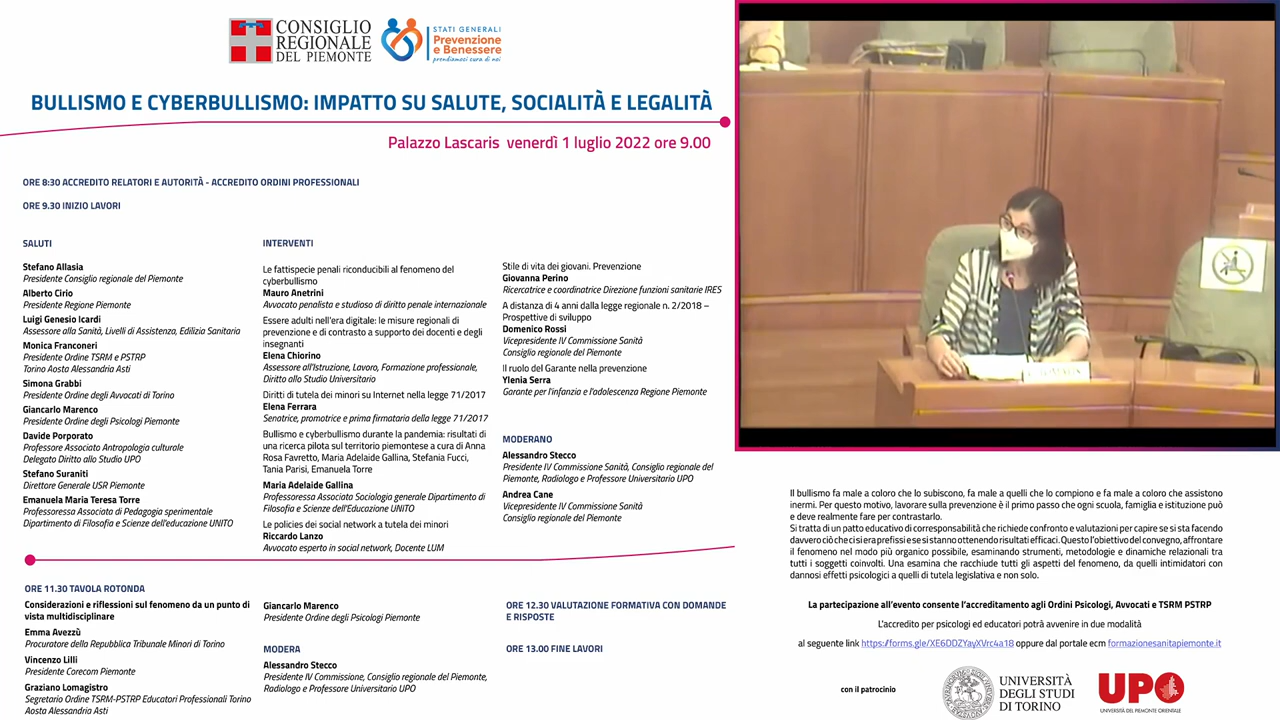 CONSIGLIO
REGIONALE
DEL PIEMONTE
STATI GENERALI
Prevenzione
e Benessere
prendiamoci cura di noi
BULLISMO E CYBERBULLISMO: IMPATTO SU SALUTE, SOCIALITÀ E LEGALITÀ
Palazzo Lascaris venerdì 1 luglio 2022 ore 9.00
ORE 8:30 ACCREDITO RELATORI E AUTORITÀ - ACCREDITO ORDINI PROFESSIONALI
ORE 9.30 INIZIO LAVORI
SALUTI
Stefano Allasia
Presidente Consiglio regionale del Piemonte
Alberto Cirio
Presidente Regione Piemonte
Luigi Genesio Icardi
Assessore alla Sanità, Livelli di Assistenza, Edilizia Sanitaria
Monica Franconeri
Presidente Ordine TSRM e PSTRP
Torino Aosta Alessandria Asti
Simona Grabbi
Presidente Ordine degli Avvocati di Torino
Giancarlo Marenco
Presidente Ordine degli Psicologi Piemonte
Davide Porporato
Professore Associato Antropologia culturale
Delegato Diritto allo Studio UPO
Stefano Suraniti
Direttore Generale USR Piemonte
Emanuela Maria Teresa Torre
Professoressa Associata di Pedagogia sperimentale
Dipartimento di Filosofia e Scienze dell'educazione UNITO
INTERVENTI
Le fattispecie penali riconducibili al fenomeno del
cyberbullismo
Mauro Anetrini
Avvocato penalista e studioso di diritto penale internazionale
Essere adulti nell'era digitale: le misure regionali di
prevenzione e di contrasto a supporto dei docenti e degli
insegnanti
Elena Chiorino
Assessore all'Istruzione, Lavoro, Formazione professionale,
Diritto allo Studio Universitario
Diritti di tutela dei minori su Internet nella legge 71/2017
Elena Ferrara
Senatrice, promotrice e prima firmataria della legge 71/2017
Bullismo e cyberbullismo durante la pandemia: risultati di
una ricerca pilota sul territorio piemontese a cura di Anna
Rosa Favretto, Maria Adelaide Gallina, Stefania Fucci,
Tania Parisi, Emanuela Torre
Maria Adelaide Gallina
Professoressa Associata Sociologia generale Dipartimento di
Filosofia e Scienze dell'Educazione UNITO
Le policies dei social network a tutela dei minori
Riccardo Lanzo
Avvocato esperto in social network, Docente LUM
Stile di vita dei giovani. Prevenzione
Giovanna Perino
Ricercatrice e coordinatrice Direzione funzioni sanitarie IRES
A distanza di 4 anni dalla legge regionale n. 2/2018 –
Prospettive di sviluppo
Domenico Rossi
Vicepresidente IV Commissione Sanità
Consiglio regionale del Piemonte
Il ruolo del Garante nella prevenzione
Ylenia Serra
Garante per l'infanzia e l'adolescenza Regione Piemonte
MODERANO
Alessandro Stecco
Presidente IV Commissione Sanità, Consiglio regionale del
Piemonte, Radiologo e Professore Universitario UPO
Andrea Cane
Vicepresidente IV Commissione Sanità
Consiglio regionale del Piemonte
ORE 11.30 TAVOLA ROTONDA
Considerazioni e riflessioni sul fenomeno da un punto di
vista multidisciplinare
Emma Avezzù
Procuratore della Repubblica Tribunale Minori di Torino
Vincenzo Lilli
Presidente Corecom Piemonte
Graziano Lomagistro
Segretario Ordine TSRM-PSTRP Educatori Professionali Torino
Aosta Alessandria Asti
Giancarlo Marenco
Presidente Ordine degli Psicologi Piemonte
MODERA
Alessandro Stecco
Presidente IV Commissione, Consiglio regionale del Piemonte,
Radiologo e Professore Universitario UPO
ORE 12.30 VALUTAZIONE FORMATIVA CON DOMANDE
E RISPOSTE
ORE 13.00 FINE LAVORI
Il bullismo fa male a coloro che lo subiscono, fa male a quelli che lo compiono e fa male a coloro che assistono
inermi. Per questo motivo, lavorare sulla prevenzione è il primo passo che ogni scuola, famiglia e istituzione può
e deve realmente fare per contrastarlo.
Si tratta di un patto educativo di corresponsabilità che richiede confronto e valutazioni per capire se si sta facendo
davvero ciò che ci si era prefissi e se si stanno ottenendo risultati efficaci. Questo l'obiettivo del convegno, affrontare
il fenomeno nel modo più organico possibile, esaminando strumenti, metodologie e dinamiche relazionali tra
tutti i soggetti coinvolti. Una esamina che racchiude tutti gli aspetti del fenomeno, da quelli intimidatori con
dannosi effetti psicologici a quelli di tutela legislativa e non solo.
La partecipazione all'evento consente l'accreditamento agli Ordini Psicologi, Avvocati e TSRM PSTRP
L'accredito per psicologi ed educatori potrà avvenire in due modalità
al seguente link https://forms.gle/XE6DDZYayXVrc4a18 oppure dal portale ecm formazionesanitapiemonte.it
con il patrocinio
UNIVERSITÀ
DEGLI STUDI
DI TORINO
UPO
UNIVERSITÀ DEL PIEMONTE ORIENTALE